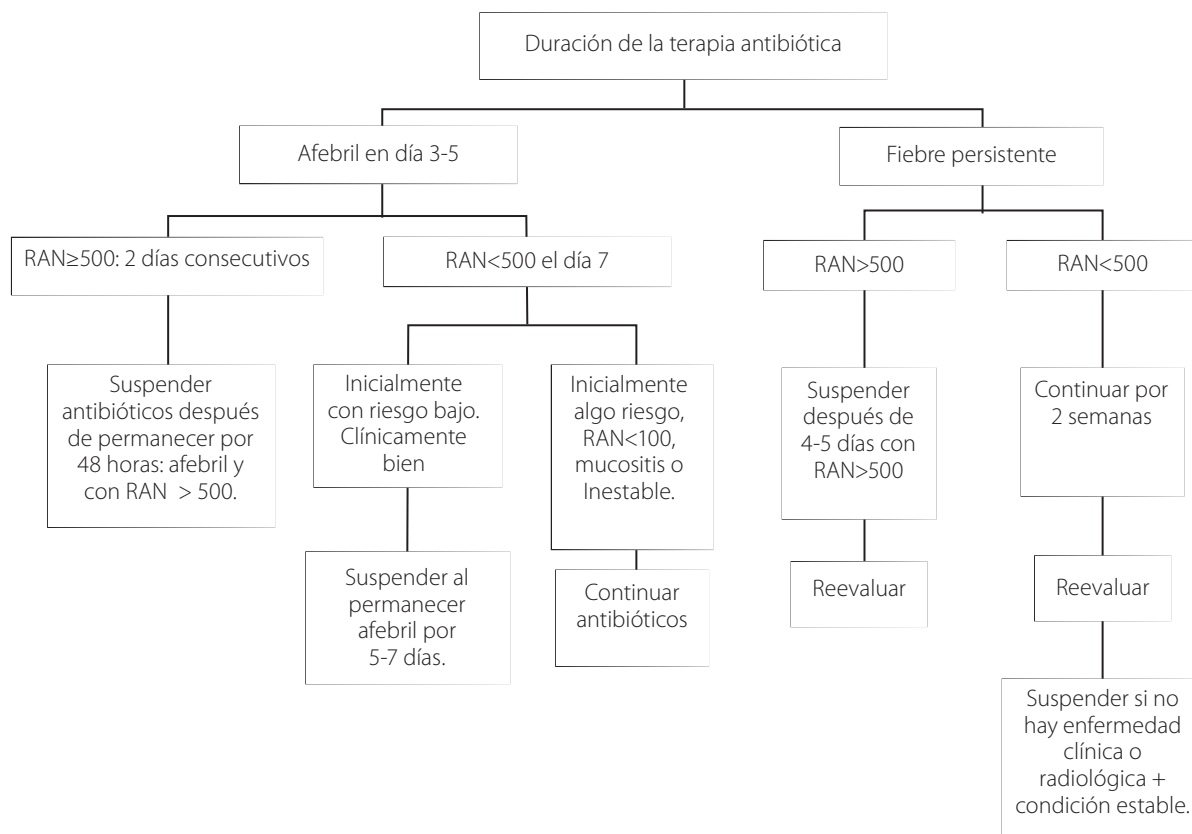 Duración de la terapia antibiótica
Afebril en día 3-5
Fiebre persistente
RAN≥500: 2 días consecutivos
RAN<500 el día 7
RAN>500
RAN<500
Suspender
antibióticos después
de permanecer por
48 horas: afebril y
con RAN > 500.
Inicialmente
con riesgo bajo.
Clínicamente
bien
Inicialmente
algo riesgo,
RAN<100,
mucositis o
Inestable.
Suspender
después de
4-5 días con
RAN>500
Continuar por
2 semanas
Suspender al
permanecer
afebril por
5-7 días.
Continuar
antibióticos
Reevaluar
Reevaluar
Suspender si no
hay enfermedad
clínica o
radiológica +
condición estable.